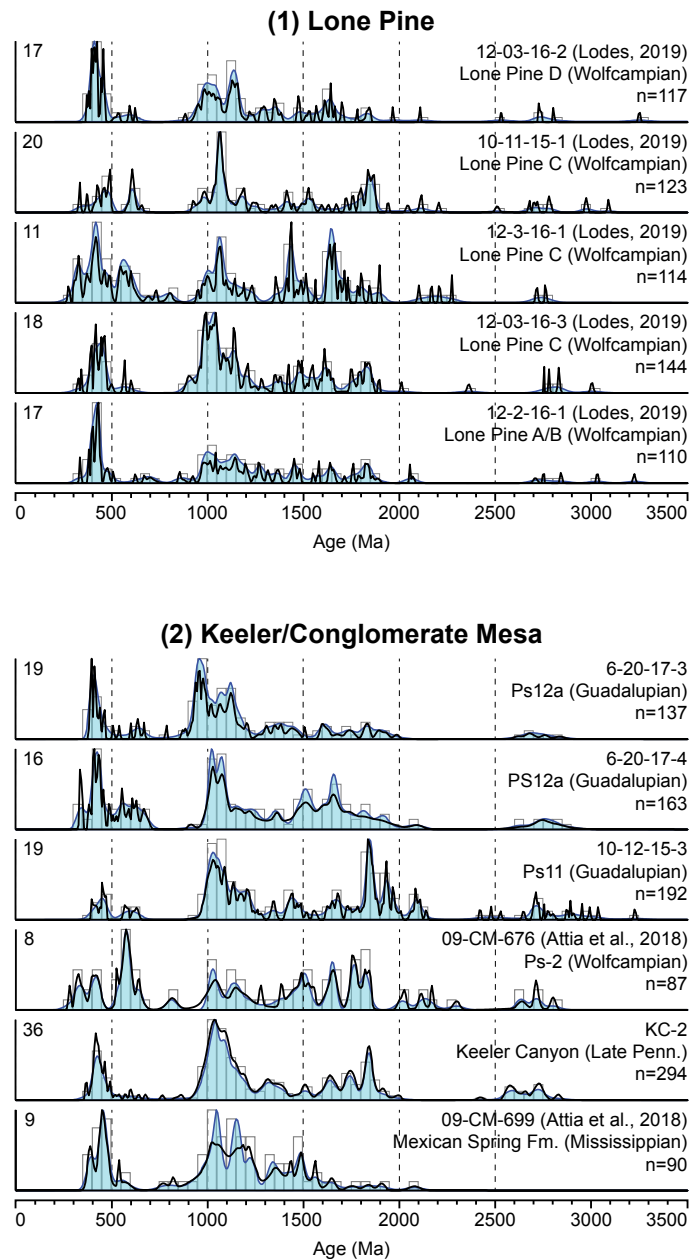 (1) Lone Pine
17
12-03-16-2 (Lodes, 2019)
Lone Pine D (Wolfcampian)
n=117
20
10-11-15-1 (Lodes, 2019)
Lone Pine C (Wolfcampian)
n=123
11
12-3-16-1 (Lodes, 2019)
Lone Pine C (Wolfcampian)
n=114
18
12-03-16-3 (Lodes, 2019)
Lone Pine C (Wolfcampian)
n=144
17
12-2-16-1 (Lodes, 2019)
Lone Pine A/B (Wolfcampian)
n=110
0 500 1000 1500 2000 2500 3000 3500
Age (Ma)
(2) Keeler/Conglomerate Mesa
19
6-20-17-3
Ps12a (Guadalupian)
n=137
16
6-20-17-4
PS12a (Guadalupian)
n=163
19
10-12-15-3
Ps11 (Guadalupian)
n=192
8
09-CM-676 (Attia et al., 2018)
Ps-2 (Wolfcampian)
n=87
36
KC-2
Keeler Canyon (Late Penn.)
n=294
9
09-CM-699 (Attia et al., 2018)
Mexican Spring Fm. (Mississippian)
n=90
0 500 1000 1500 2000 2500 3000 3500
Age (Ma)